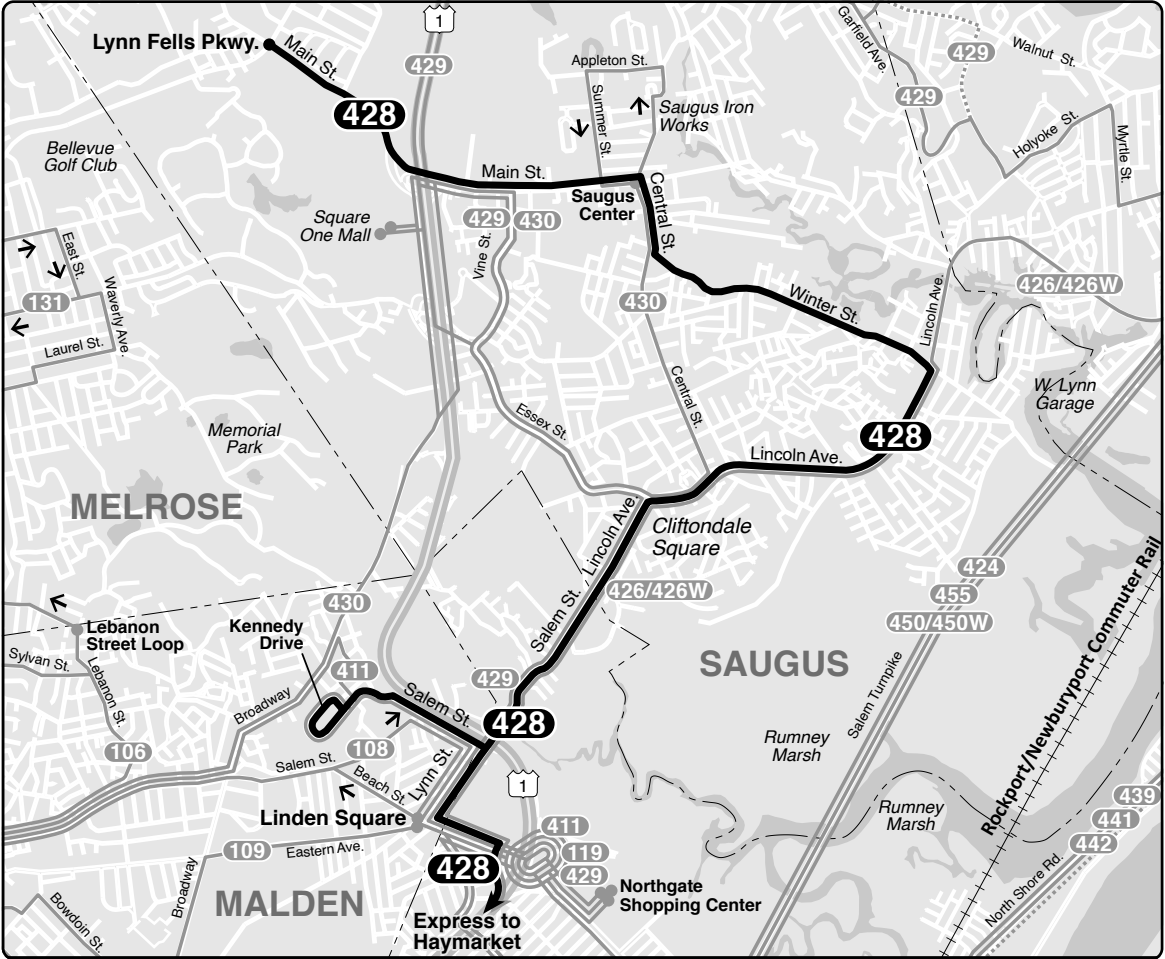 1
Lynn Fells Pkwy.
Main St.
429
Garfield Ave.
429
Walnut St.
Appleton St.
428
Summer St.
Saugus Iron
Works
429
Holyoke St.
Myrtle St.
Bellevue
Golf Club
Main St.
Saugus
Center
Central St.
Square
One Mall
429
430
Vine St.
East St.
131
Waverly Ave.
Laurel St.
430
Winter St.
Lincoln Ave.
426/426W
Central St.
W. Lynn
Garage
Essex St.
Memorial
Park
428
Lincoln Ave.
MELROSE
Lincoln Ave.
Cliftondale
Square
424
455
450/450W
426/426W
Salem St.
430
Lebanon
Street Loop
Kennedy
Drive
Sylvan St.
Lebanon St.
411
429
SAUGUS
Salem Turnpike
Rockport/Newburyport Commuter Rail
Broadway
Salem St.
428
106
108
Salem St.
Beach St.
Lynn St.
1
Rumney
Marsh
Rumney
Marsh
439
441
442
Linden Square
411
119
429
109
Eastern Ave.
428
Broadway
MALDEN
Bowdoin St.
Northgate
Shopping Center
North Shore Rd.
Express to
Haymarket